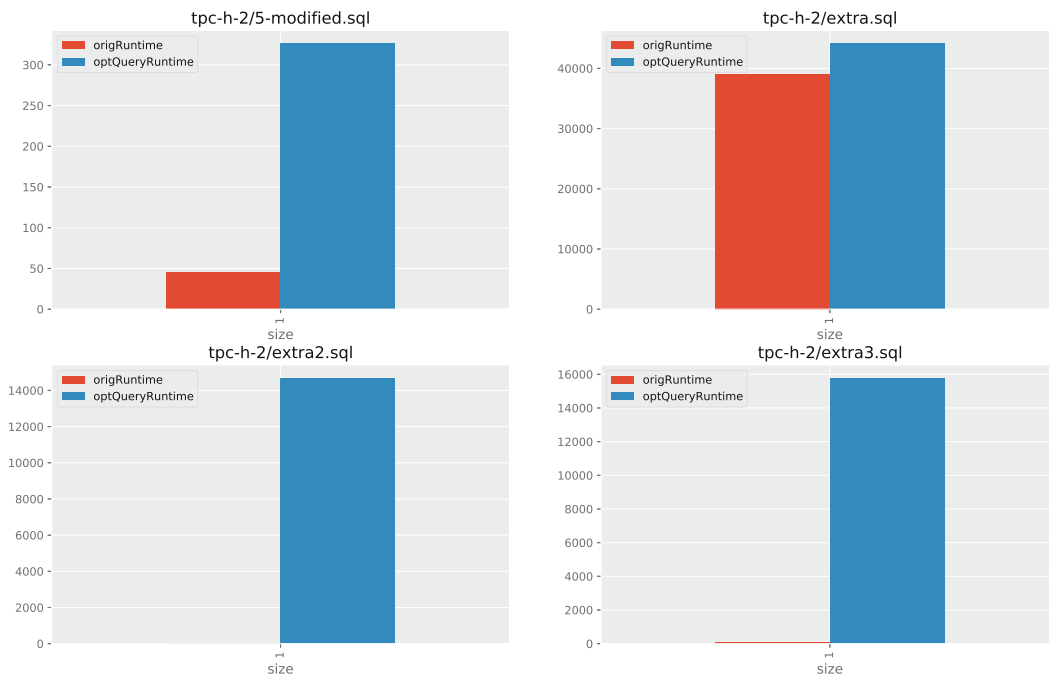 tpc-h-2/5-modified.sql
origRuntime
optQueryRuntime
300
250
200
150
100
50
0
1
size
tpc-h-2/extra.sql
origRuntime
optQueryRuntime
40000
30000
20000
10000
0
1
size
tpc-h-2/extra2.sql
origRuntime
optQueryRuntime
14000
12000
10000
8000
6000
4000
2000
0
1
size
tpc-h-2/extra3.sql
origRuntime
optQueryRuntime
16000
14000
12000
10000
8000
6000
4000
2000
0
1
size